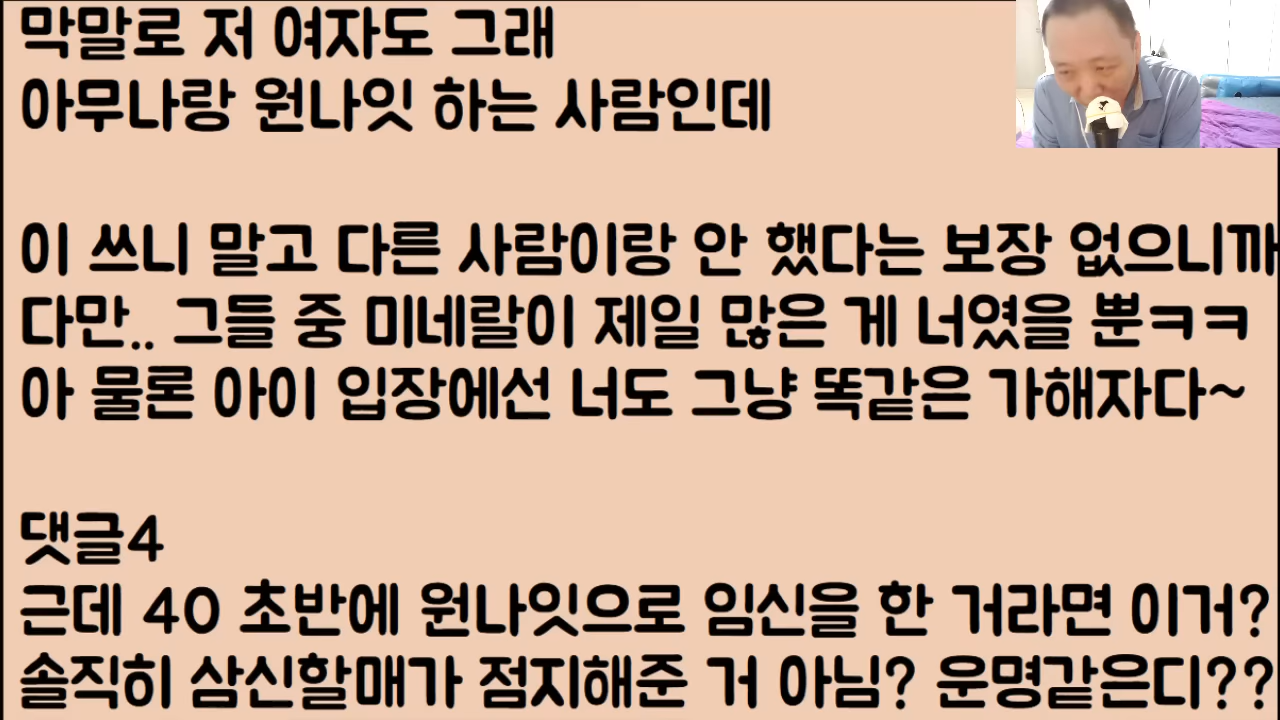 막말로 저 여자도 그래
아무나랑 원나잇 하는 사람인데
이 쓰니 말고 다른 사람이랑 안 했다는 보장 없으니까
다만.. 그들 중 미네랄이 제일 많은 게 너였을 뿐ㅋㅋ
아 물론 아이 입장에선 너도 그냥 똑같은 가해자다~
댓글4
근데 40 초반에 원나잇으로 임신을 한 거라면 이거?
솔직히 삼신할매가 점지해준 거 아님? 운명같은디??